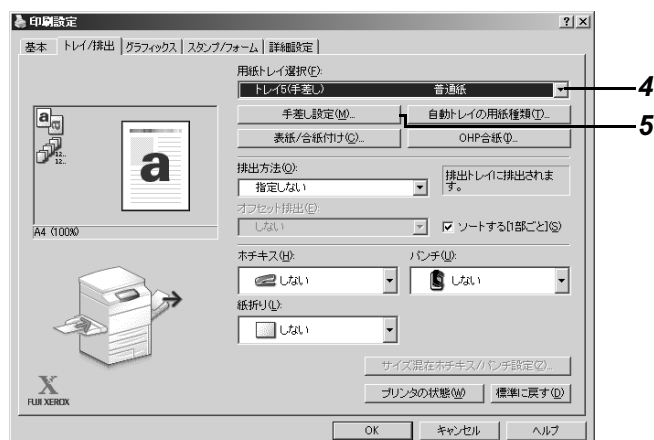 印刷設定
基本 トレイ/排出 グラフィックス スタンプ/フォーム 詳細設定
用紙トレイ選択(F):
トレイ5(手差し) 普通紙
4
手差し設定(M)... 自動トレイの用紙種類(T)...
5
表紙/合紙付け(C)... OHP合紙(I)...
排出方法(O):
指定しない
排出トレイに排出されます。
オフセット排出(E):
しない
ソートする[1部ごと](S)
A4 (100%)
ホチキス(H): パンチ(U):
しない しない
紙折り(L):
しない
サイズ混在ホチキス/パンチ設定(Z)...
FUJI XEROX
プリンタの状態(W) 標準に戻す(D)
OK キャンセル ヘルプ